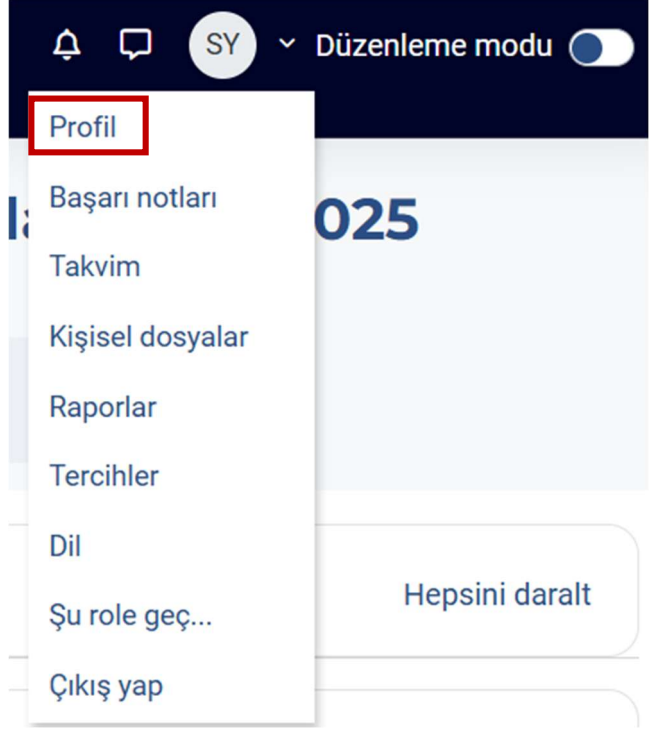 SY Düzenleme modu
Profil
Başarı notları
025
Takvim
Kişisel dosyalar
Raporlar
Tercihler
Dil
Hepsini daralt
Şu role geç...
Çıkış yap